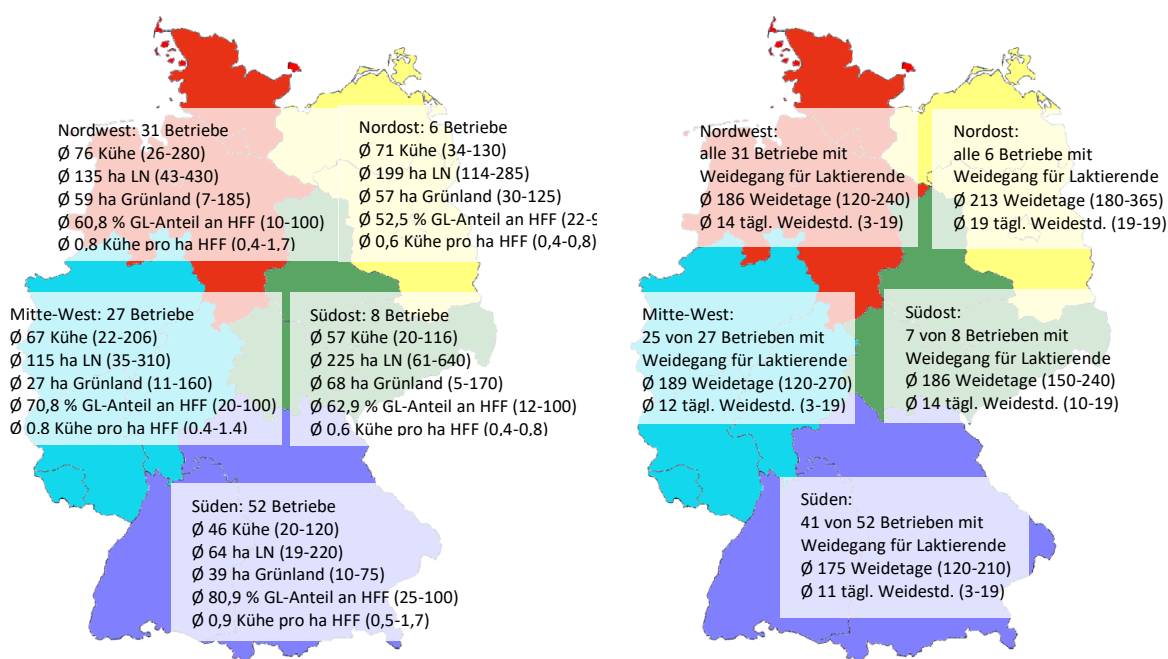 Nordwest: 31 Betriebe
Ø 76 Kühe (26-280)
Ø 135 ha LN (43-430)
Ø 59 ha Grünland (7-185)
Ø 60,8 % GL-Anteil an HFF (10-100)
Ø 0,8 Kühe pro ha HFF (0,4-1,7)
Nordost: 6 Betriebe
Ø 71 Kühe (34-130)
Ø 199 ha LN (114-285)
Ø 57 ha Grünland (30-125)
Ø 52,5 % GL-Anteil an HFF (22-9
Ø 0,6 Kühe pro ha HFF (0,4-0,8)
Mitte-West: 27 Betriebe
Ø 67 Kühe (22-206)
Ø 115 ha LN (35-310)
Ø 27 ha Grünland (11-160)
Ø 70,8 % GL-Anteil an HFF (20-100)
Ø 0,8 Kühe pro ha HFF (0,4-1,4)
Südost: 8 Betriebe
Ø 57 Kühe (20-116)
Ø 225 ha LN (61-640)
Ø 68 ha Grünland (5-170)
Ø 62,9 % GL-Anteil an HFF (12-100)
Ø 0,6 Kühe pro ha HFF (0,4-0,8)
Süden: 52 Betriebe
Ø 46 Kühe (20-120)
Ø 64 ha LN (19-220)
Ø 39 ha Grünland (10-75)
Ø 80,9 % GL-Anteil an HFF (25-100)
Ø 0,9 Kühe pro ha HFF (0,5-1,7)
Nordwest:
alle 31 Betriebe mit
Weidegang für Laktierende
Ø 186 Weidetage (120-240)
Ø 14 tägl. Weidestd. (3-19)
Nordost:
alle 6 Betriebe mit
Weidegang für Laktierende
Ø 213 Weidetage (180-365)
Ø 19 tägl. Weidestd. (19-19)
Mitte-West:
25 von 27 Betrieben mit
Weidegang für Laktierende
Ø 189 Weidetage (120-270)
Ø 12 tägl. Weidestd. (3-19)
Südost:
7 von 8 Betrieben mit
Weidegang für Laktierende
Ø 186 Weidetage (150-240)
Ø 14 tägl. Weidestd. (10-19)
Süden:
41 von 52 Betrieben mit
Weidegang für Laktierende
Ø 175 Weidetage (120-210)
Ø 11 tägl. Weidestd. (3-19)